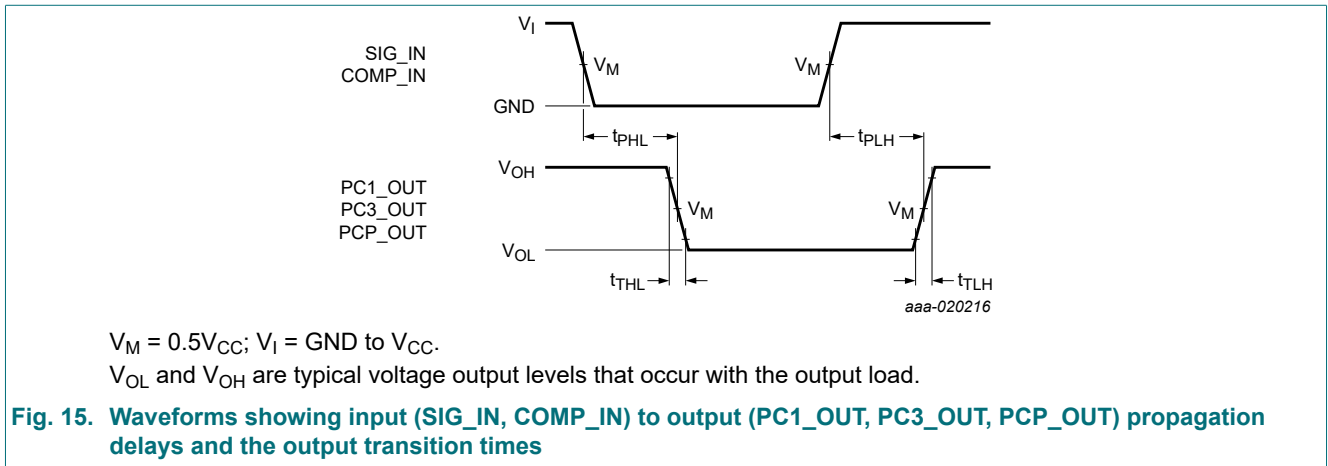 V_I
SIG_IN
COMP_IN
V_M
V_M
GND
t_PHL
t_PLH
V_OH
PC1_OUT
PC3_OUT
PCP_OUT
V_M
V_M
V_OL
t_THL
t_TLH
aaa-020216
V_M = 0.5V_CC; V_I = GND to V_CC.
V_OL and V_OH are typical voltage output levels that occur with the output load.
Fig. 15. Waveforms showing input (SIG_IN, COMP_IN) to output (PC1_OUT, PC3_OUT, PCP_OUT) propagation
delays and the output transition times